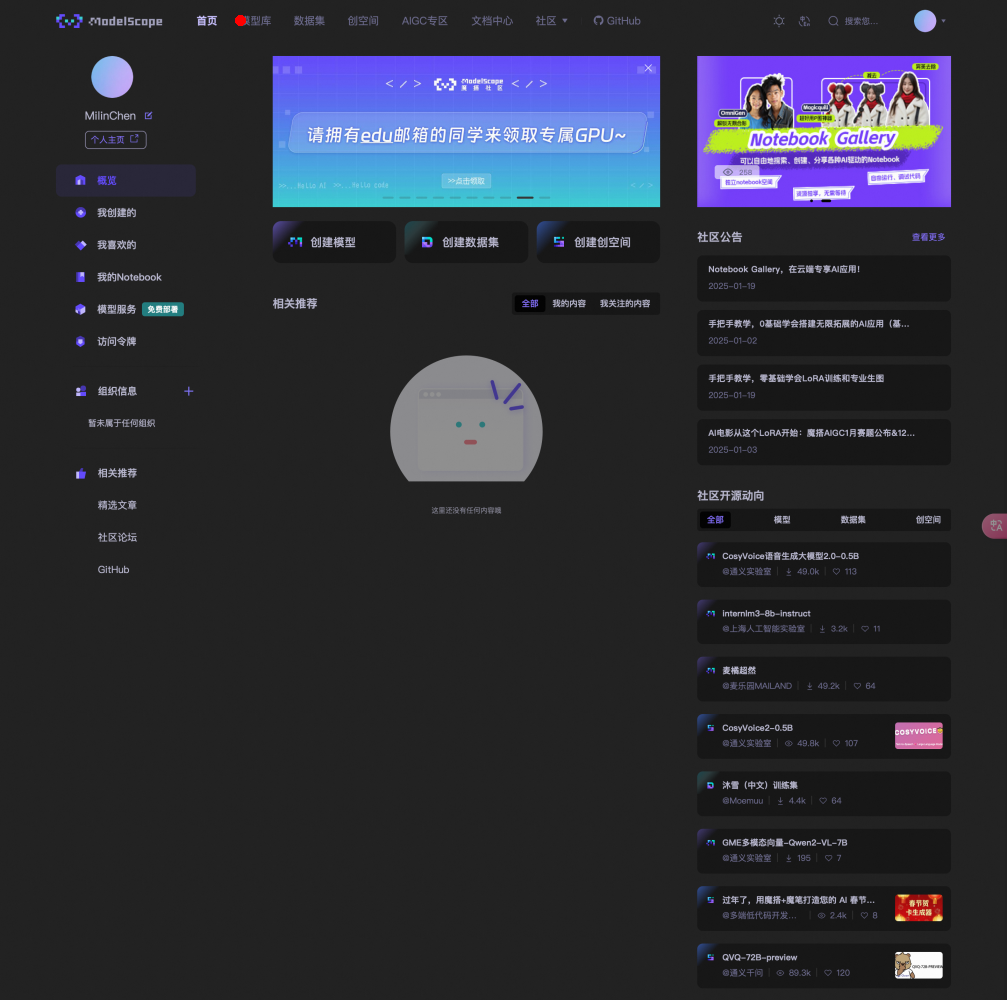 ModelScope
首页
型库
数据集
创空间
AIGC专区
文档中心
社区
GitHub
搜索您...
MilinChen
个人主页
概览
我创建的
我喜欢的
我的Notebook
模型服务 免费部署
访问令牌
组织信息
暂未属于任何组织
相关推荐
精选文章
社区论坛
GitHub
</> ModelScope 魔搭社区 </>
请拥有edu邮箱的同学来领取专属GPU~
>>...Hello AI >>...Hello code
>>点击领取
</>
创建模型
创建数据集
创建创空间
相关推荐
全部 我的内容 我关注的内容
这里还没有任何内容哦
OmniGen
MagicQuill
Notebook Gallery
可以自由地探索、创建、分享各种AI驱动的Notebook
258
独立notebook空间
社区公告 查看更多
Notebook Gallery，在云端专享AI应用！
2025-01-19
手把手教学，0基础学会搭建无限拓展的AI应用（基...
2025-01-02
手把手教学，零基础学会LoRA训练和专业生图
2025-01-19
AI电影从这个LoRA开始：魔搭AIGC1月赛题公布&12...
2025-01-03
社区开源动向
全部 模型 数据集 创空间
CosyVoice语音生成大模型2.0-0.5B
@通义实验室 49.0k 113
internlm3-8b-instruct
@上海人工智能实验室 3.2k 11
麦橘超然
@麦乐园MAILAND 49.2k 64
CosyVoice2-0.5B
@通义实验室 49.8k 107
COSYVOICE
沐雪（中文）训练集
@Moemuu 4.4k 64
GME多模态向量-Qwen2-VL-7B
@通义实验室 195 7
过年了，用魔搭+魔笔打造您的 AI 春节...
@多端低代码开发... 2.4k 8
春节贺
卡生成器
QVQ-72B-preview
@通义千问 89.3k 120
QVQ-72B-PREVIEW